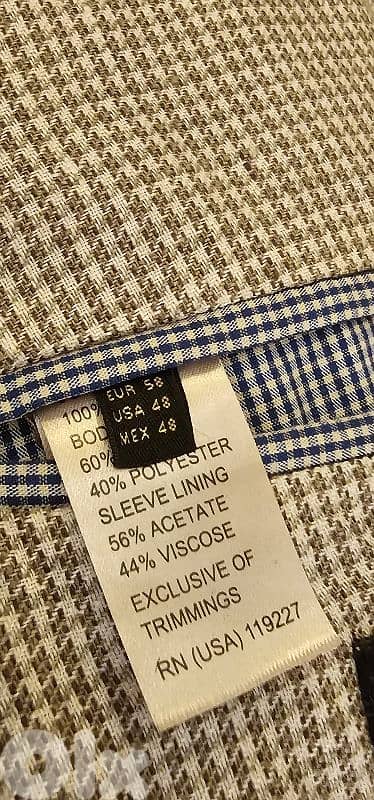 EUR 58
USA 48
MEX 48
100%
BOD
60%
40% POLYESTER
SLEEVE LINING
56% ACETATE
44% VISCOSE
EXCLUSIVE OF
TRIMMINGS
RN (USA) 119227
olx